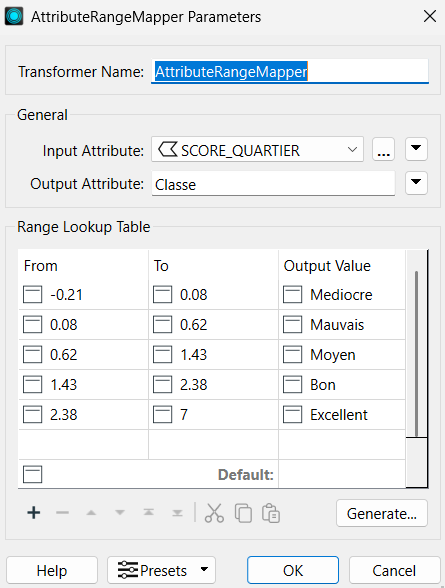 AttributeRangeMapper Parameters
Transformer Name: AttributeRangeMapper
General
Input Attribute: SCORE_QUARTIER ...
Output Attribute: Classe
Range Lookup Table
From To Output Value
-0.21 0.08 Mediocre
0.08 0.62 Mauvais
0.62 1.43 Moyen
1.43 2.38 Bon
2.38 7 Excellent
Default:
Generate...
Help Presets OK Cancel